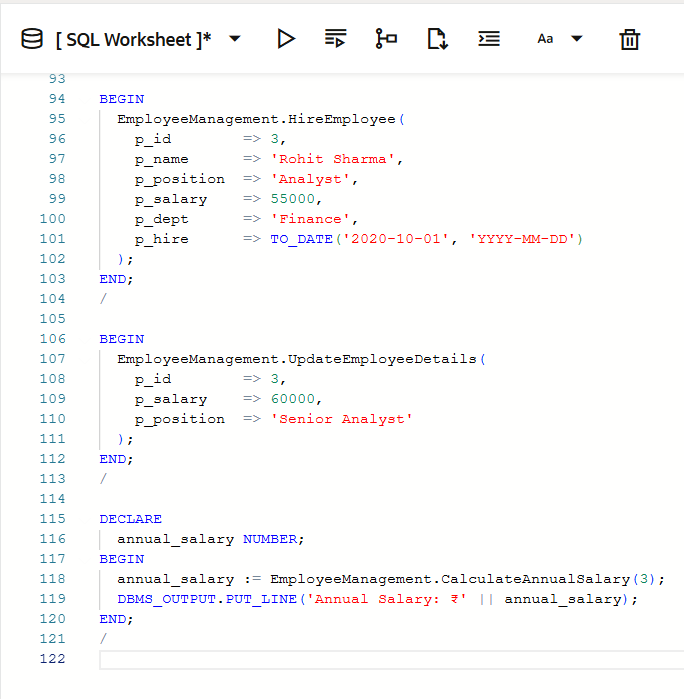 [ SQL Worksheet ]*
Aa
93
94 BEGIN
95   EmployeeManagement.HireEmployee(
96     p_id        => 3,
97     p_name      => 'Rohit Sharma',
98     p_position  => 'Analyst',
99     p_salary    => 55000,
100     p_dept      => 'Finance',
101     p_hire      => TO_DATE('2020-10-01', 'YYYY-MM-DD')
102   );
103 END;
104 /
105
106 BEGIN
107   EmployeeManagement.UpdateEmployeeDetails(
108     p_id        => 3,
109     p_salary    => 60000,
110     p_position  => 'Senior Analyst'
111   );
112 END;
113 /
114
115 DECLARE
116   annual_salary NUMBER;
117 BEGIN
118   annual_salary := EmployeeManagement.CalculateAnnualSalary(3);
119   DBMS_OUTPUT.PUT_LINE('Annual Salary: ₹' || annual_salary);
120 END;
121 /
122